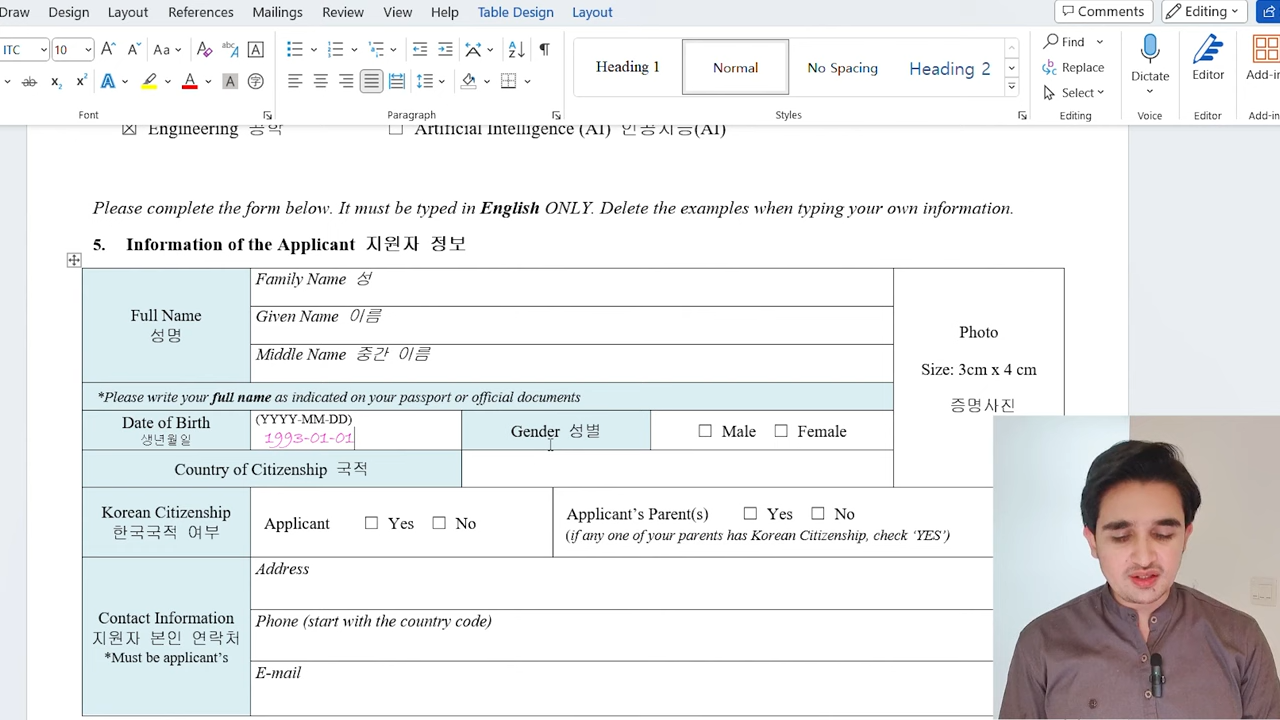 Draw Design Layout References Mailings Review View Help Table Design Layout Comments Editing
ITC 10 Aa Heading 1 Normal No Spacing Heading 2 Find Replace Select Dictate Editor Add-in
Font Paragraph Styles Editing Voice Editor Add-in
☒ Engineering 공학 ☐ Artificial Intelligence (AI) 인공지능(AI)
Please complete the form below. It must be typed in English ONLY. Delete the examples when typing your own information.
5. Information of the Applicant 지원자 정보
Full Name
성명
Family Name 성
Given Name 이름
Middle Name 중간 이름
Photo
Size: 3cm x 4 cm
증명사진
*Please write your full name as indicated on your passport or official documents
Date of Birth
생년월일
(YYYY-MM-DD)
1993-01-01
Gender 성별
☐ Male ☐ Female
Country of Citizenship 국적
Korean Citizenship
한국국적 여부
Applicant ☐ Yes ☐ No
Applicant’s Parent(s) ☐ Yes ☐ No
(if any one of your parents has Korean Citizenship, check ‘YES’)
Contact Information
지원자 본인 연락처
*Must be applicant’s
Address
Phone (start with the country code)
E-mail